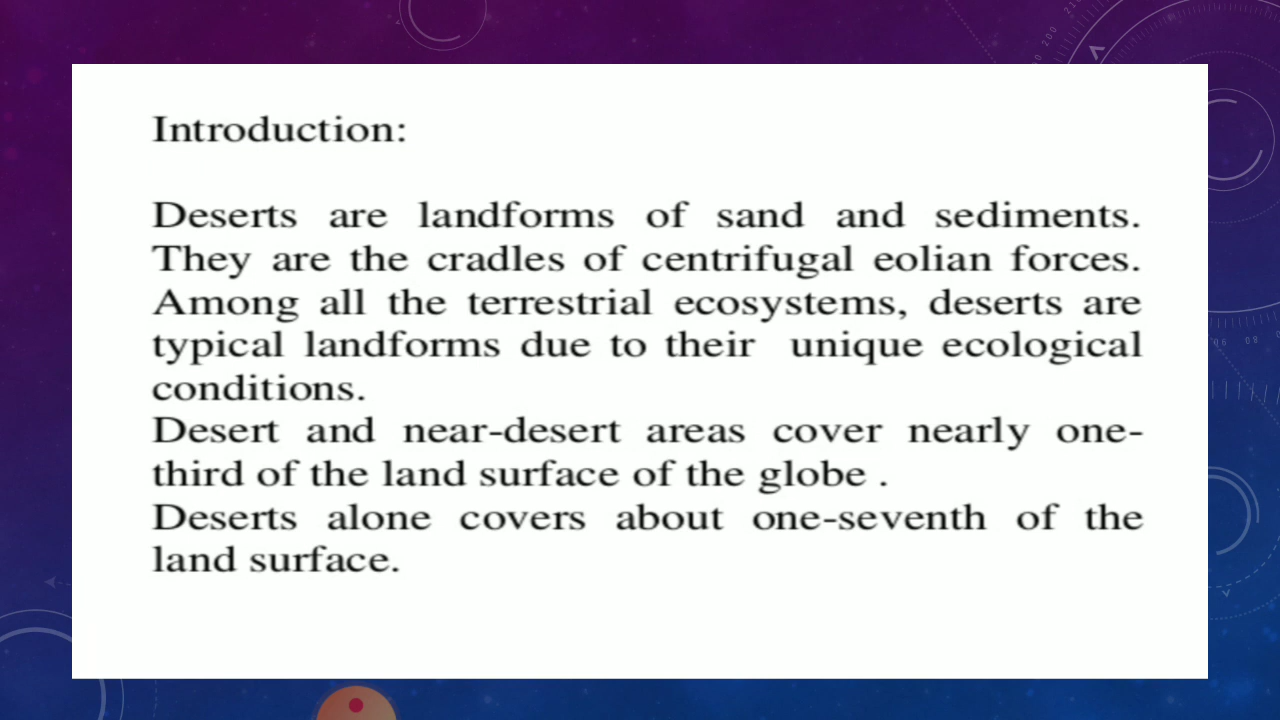 Introduction:
Deserts are landforms of sand and sediments.
They are the cradles of centrifugal eolian forces.
Among all the terrestrial ecosystems, deserts are
typical landforms due to their unique ecological
conditions.
Desert and near-desert areas cover nearly one-
third of the land surface of the globe .
Deserts alone covers about one-seventh of the
land surface.
200
90
80